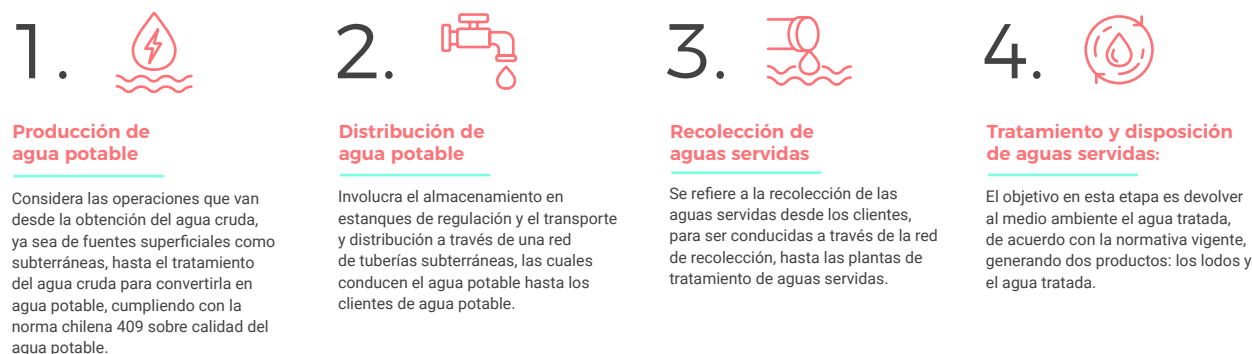 1.
Producción de
agua potable
Considera las operaciones que van
desde la obtención del agua cruda,
ya sea de fuentes superficiales como
subterráneas, hasta el tratamiento
del agua cruda para convertirla en
agua potable, cumpliendo con la
norma chilena 409 sobre calidad del
agua potable.
2.
Distribución de
agua potable
Involucra el almacenamiento en
estanques de regulación y el transporte
y distribución a través de una red
de tuberías subterráneas, las cuales
conducen el agua potable hasta los
clientes de agua potable.
3.
Recolección de
aguas servidas
Se refiere a la recolección de las
aguas servidas desde los clientes,
para ser conducidas a través de la red
de recolección, hasta las plantas de
tratamiento de aguas servidas.
4.
Tratamiento y disposición
de aguas servidas:
El objetivo en esta etapa es devolver
al medio ambiente el agua tratada,
de acuerdo con la normativa vigente,
generando dos productos: los lodos y
el agua tratada.